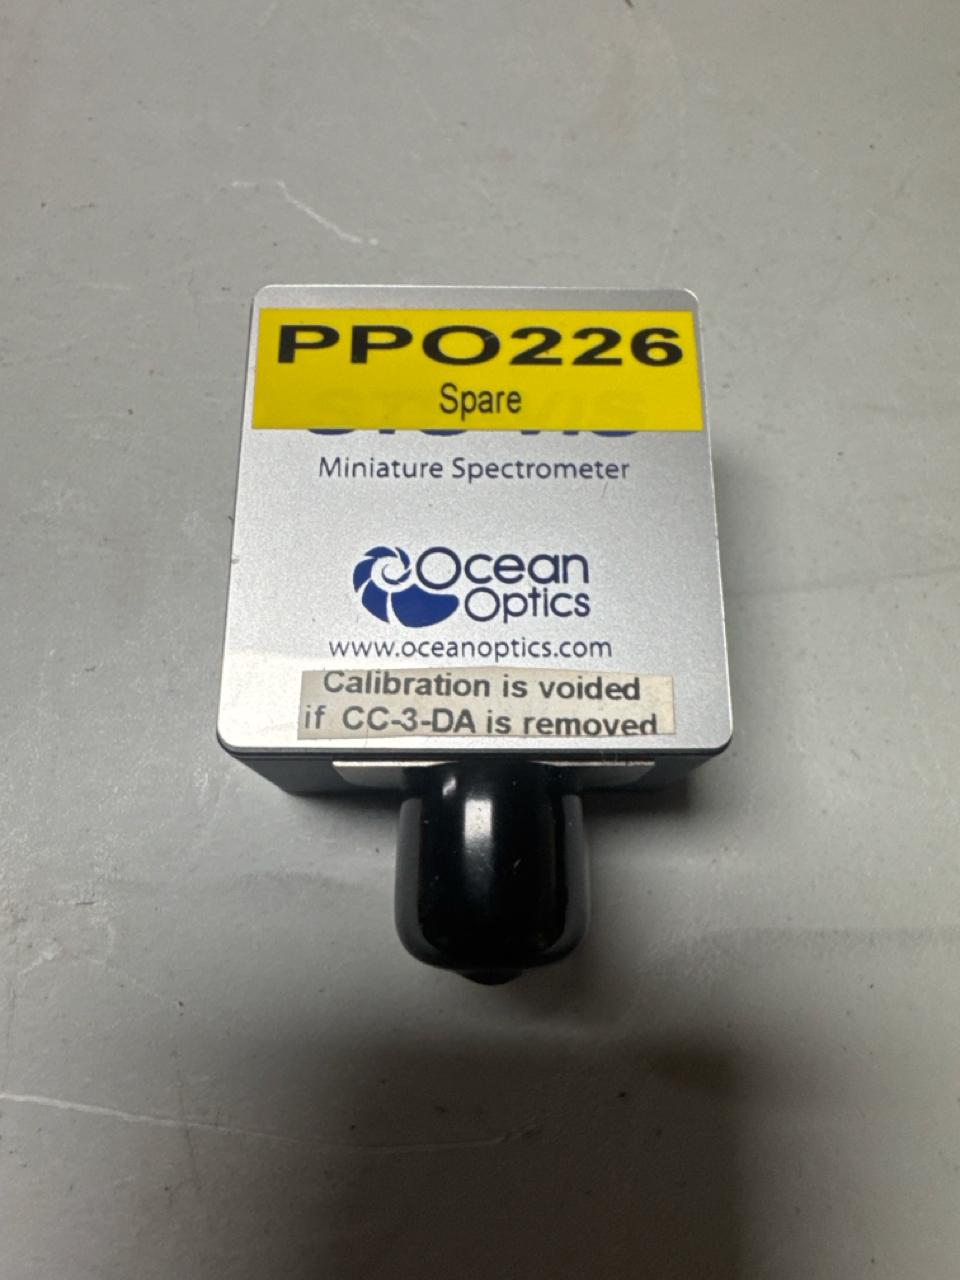 PPO226
Spare
Miniature Spectrometer
Ocean
Optics
www.oceanoptics.com
Calibration is voided
if CC-3-DA is removed